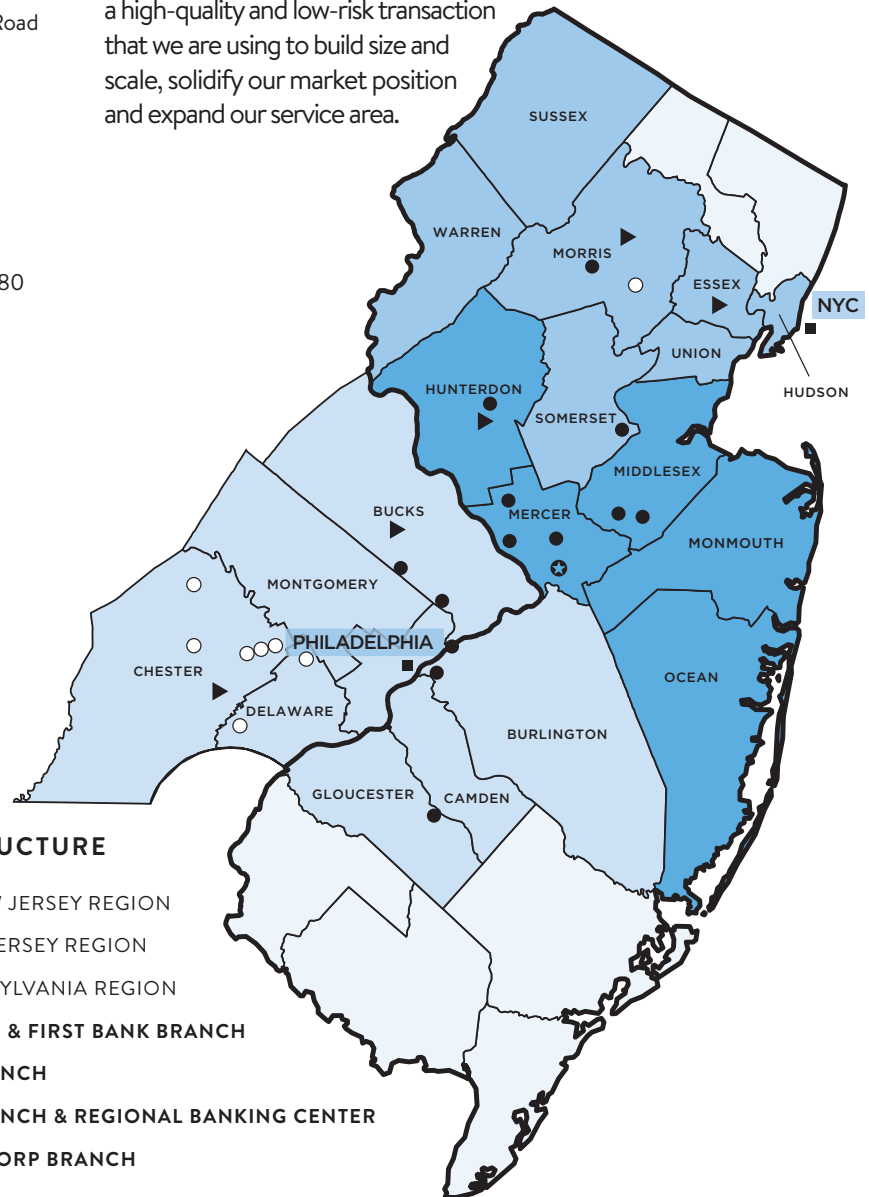 a high-quality and low-risk transaction
Road
that we are using to build size and
scale, solidify our market position
and expand our service area.
SUSSEX
WARREN
MORRIS
80
ESSEX
NYC
UNION
HUNTERDON
HUDSON
SOMERSET
MIDDLESEX
BUCKS
MERCER
MONMOUTH
MONTGOMERY
PHILADELPHIA
CHESTER
OCEAN
DELAWARE
BURLINGTON
GLOUCESTER
CAMDEN
UCTURE
JERSEY REGION
ERSEY REGION
YLVANIA REGION
& FIRST BANK BRANCH
NCH
NCH & REGIONAL BANKING CENTER
ORP BRANCH